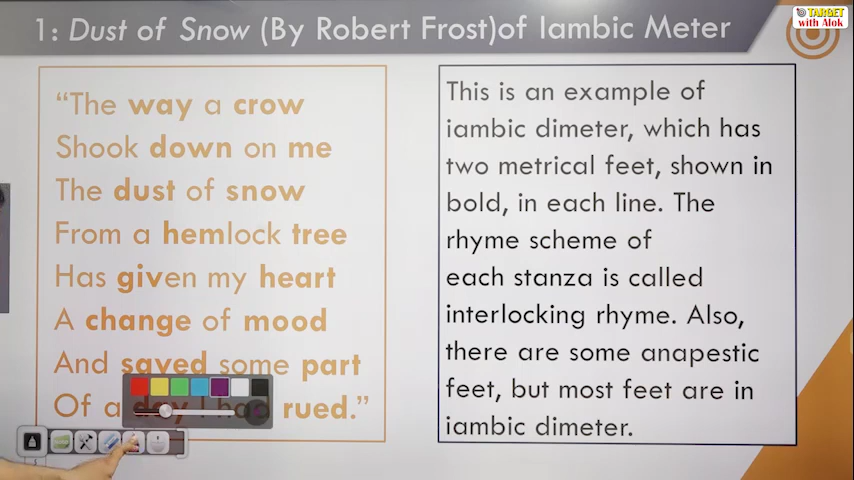 1: Dust of Snow (By Robert Frost)of Iambic Meter
TARGET
with Alok
“The way a crow
Shook down on me
The dust of snow
From a hemlock tree
Has given my heart
A change of mood
And saved some part
Of a day I had rued.”
This is an example of
iambic dimeter, which has
two metrical feet, shown in
bold, in each line. The
rhyme scheme of
each stanza is called
interlocking rhyme. Also,
there are some anapestic
feet, but most feet are in
iambic dimeter.